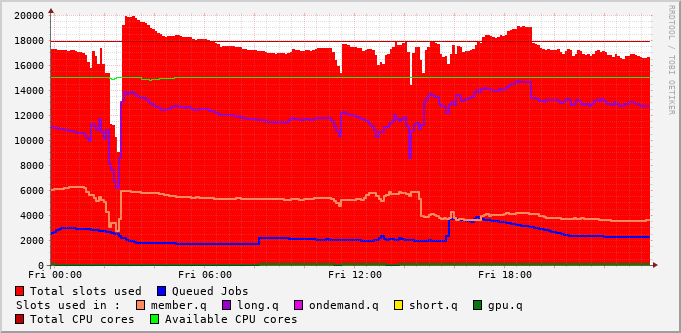 RRDTOOL / TOBI OETIKER
20000
18000
16000
14000
12000
10000
8000
6000
4000
2000
0
Fri 00:00 Fri 06:00 Fri 12:00 Fri 18:00
Total slots used Queued Jobs
Slots used in : member.q long.q ondemand.q short.q gpu.q
Total CPU cores Available CPU cores